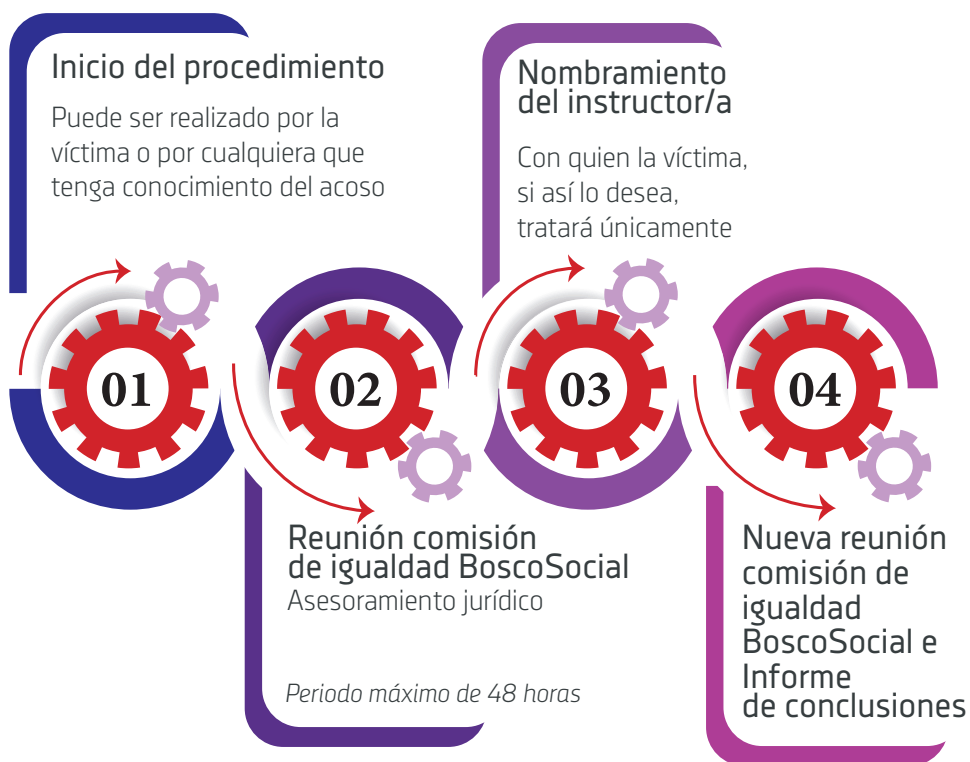 Inicio del procedimiento
Puede ser realizado por la
víctima o por cualquiera que
tenga conocimiento del acoso
01
02
Reunión comisión
de igualdad BoscoSocial
Asesoramiento jurídico
Periodo máximo de 48 horas
Nombramiento
del instructor/a
Con quien la víctima,
si así lo desea,
tratará únicamente
03
04
Nueva reunión
comisión de
igualdad
BoscoSocial e
Informe
de conclusiones